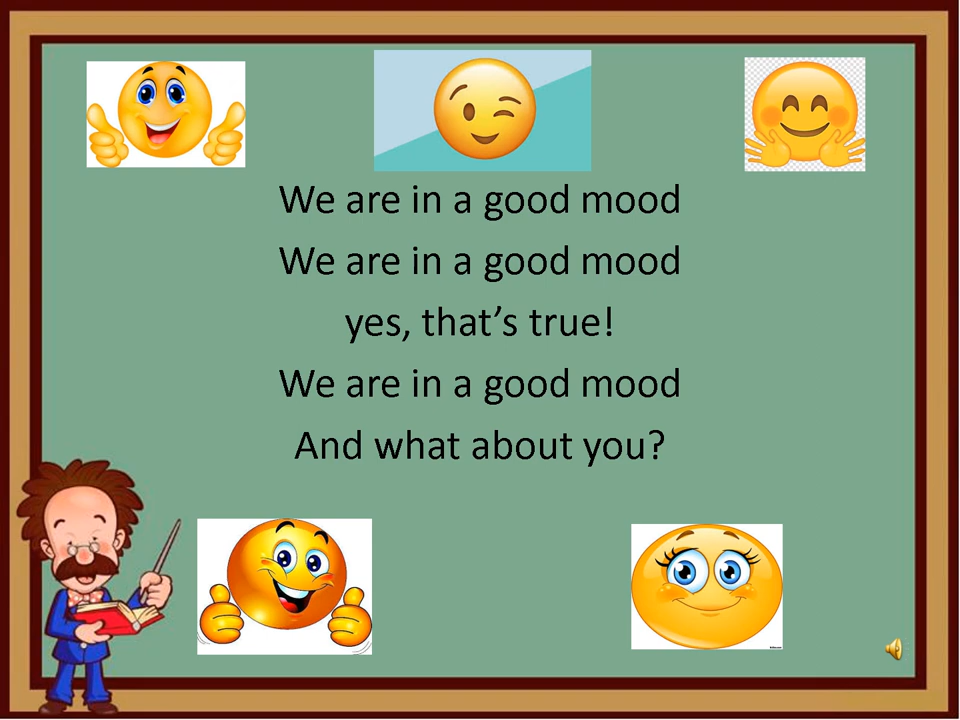 We are in a good mood
We are in a good mood
yes, that’s true!
We are in a good mood
And what about you?